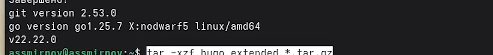 Завершено!
git version 2.53.0
go version go1.25.7 X:nodwarf5 linux/amd64
v22.22.0
assmirnov@assmirnov:~$ tar -xzf hugo_extended_*.tar.gz